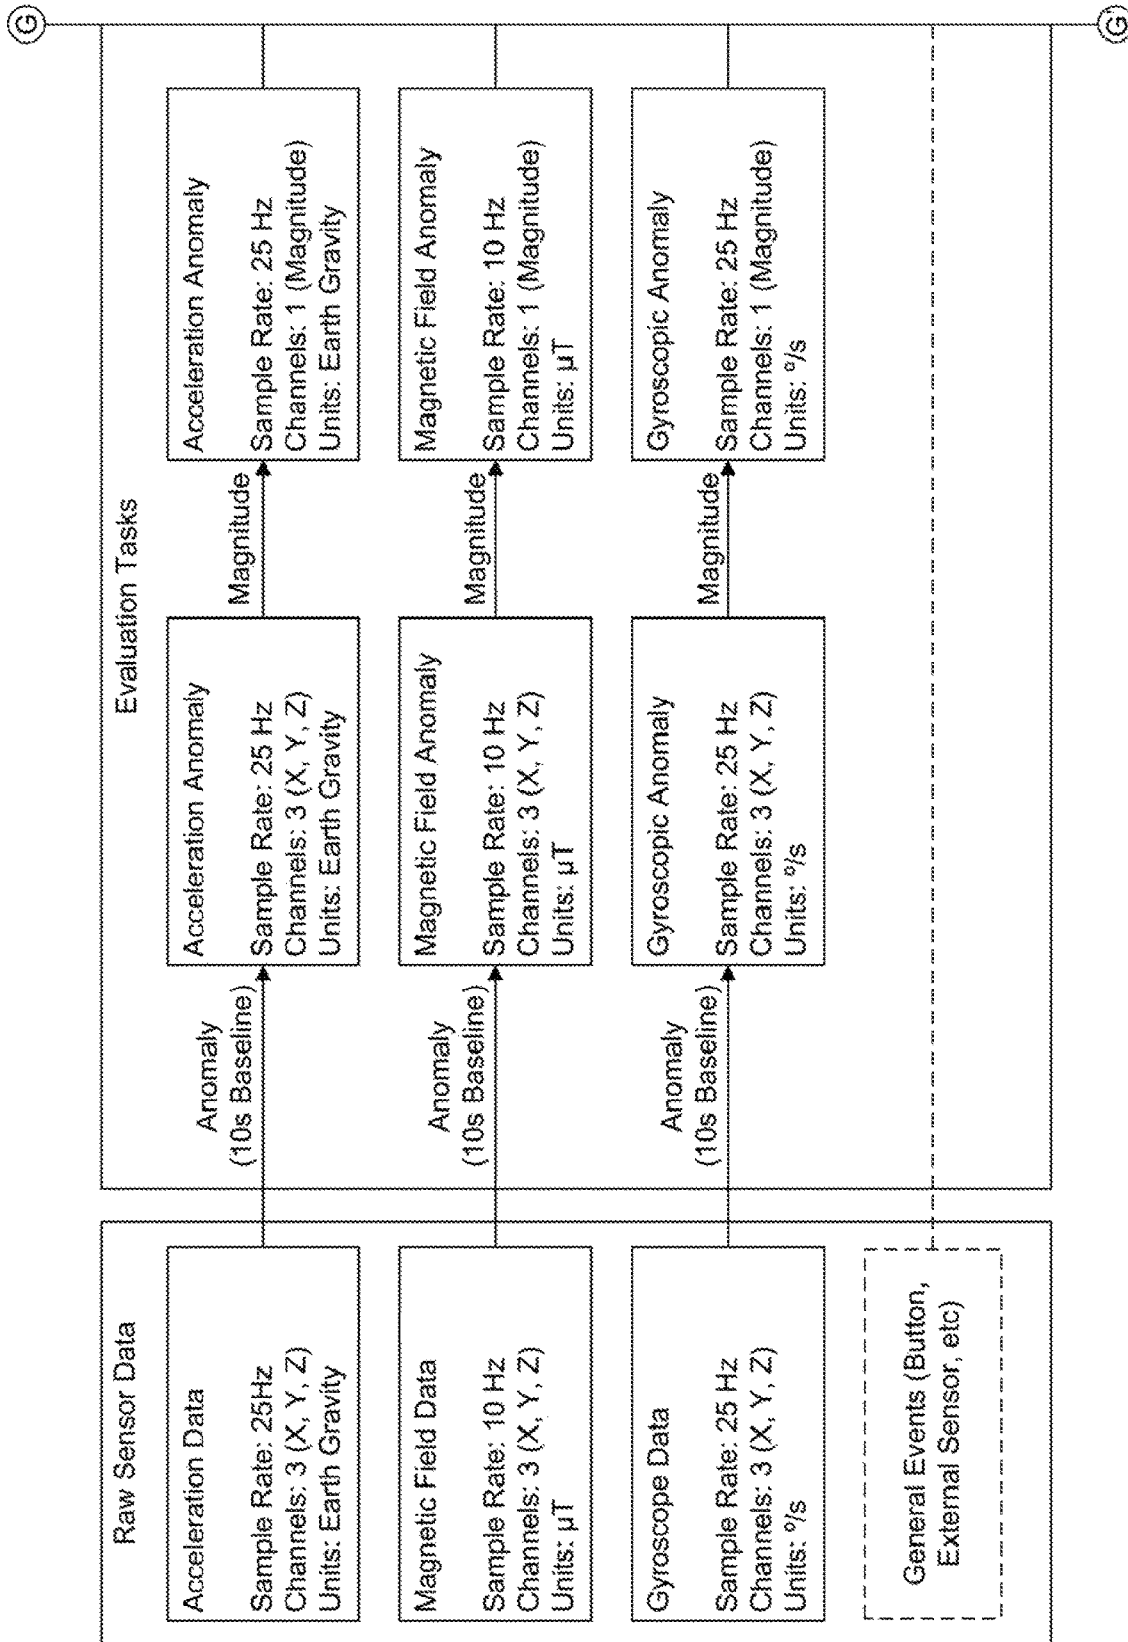 Raw Sensor Data
Acceleration Data
Sample Rate: 25Hz
Channels: 3 (X, Y, Z)
Units: Earth Gravity
Magnetic Field Data
Sample Rate: 10 Hz
Channels: 3 (X, Y, Z)
Units: µT
Gyroscope Data
Sample Rate: 25 Hz
Channels: 3 (X, Y, Z)
Units: º/s
General Events (Button,
External Sensor, etc)
Evaluation Tasks
Anomaly
(10s Baseline)
Acceleration Anomaly
Sample Rate: 25 Hz
Channels: 3 (X, Y, Z)
Units: Earth Gravity
Magnitude
Acceleration Anomaly
Sample Rate: 25 Hz
Channels: 1 (Magnitude)
Units: Earth Gravity
Anomaly
(10s Baseline)
Magnetic Field Anomaly
Sample Rate: 10 Hz
Channels: 3 (X, Y, Z)
Units: µT
Magnitude
Magnetic Field Anomaly
Sample Rate: 10 Hz
Channels: 1 (Magnitude)
Units: µT
Anomaly
(10s Baseline)
Gyroscopic Anomaly
Sample Rate: 25 Hz
Channels: 3 (X, Y, Z)
Units: º/s
Magnitude
Gyroscopic Anomaly
Sample Rate: 25 Hz
Channels: 1 (Magnitude)
Units: º/s
G
G'